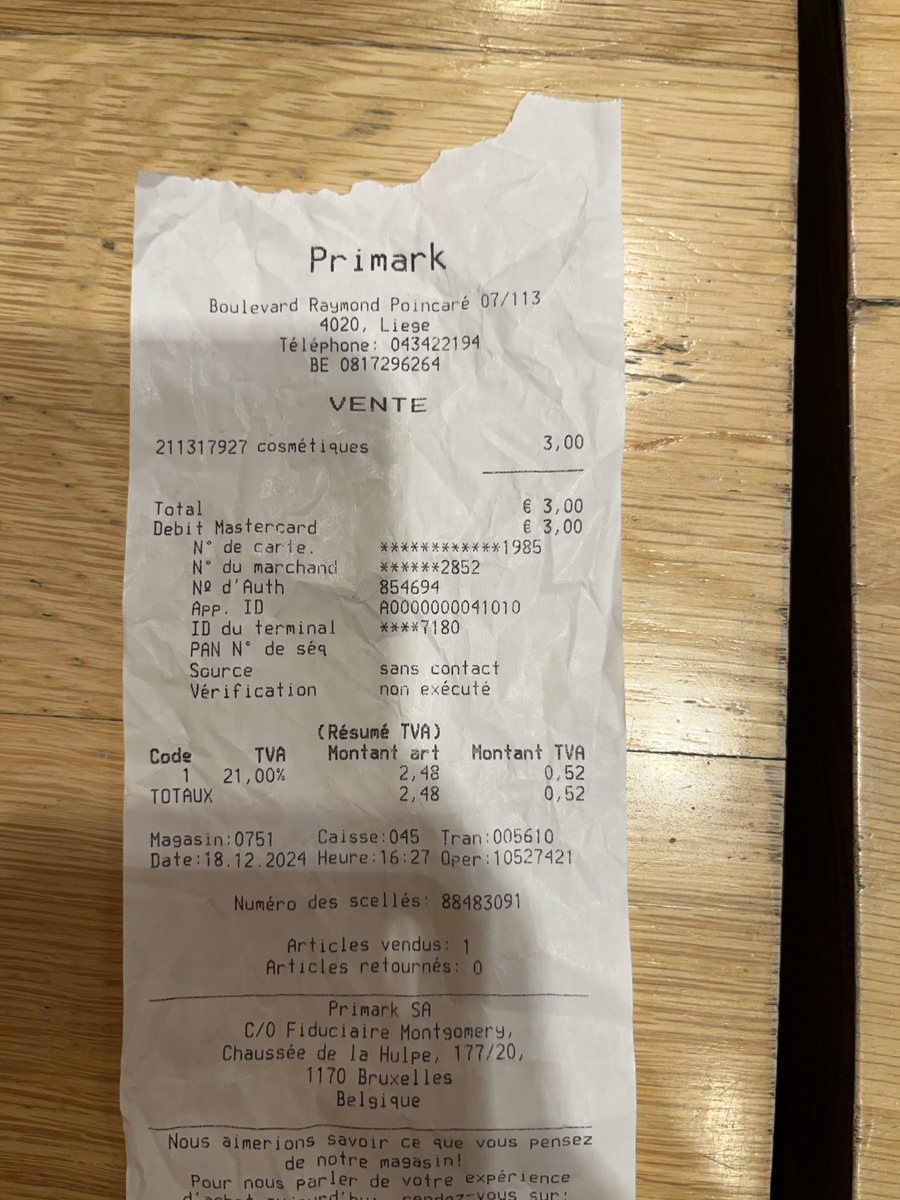 Primark
Boulevard Raymond Poincaré 07/113
4020, Liege
Téléphone: 043422194
BE 0817296264
VENTE
211317927 cosmétiques 3,00
Total € 3,00
Debit Mastercard € 3,00
N° de carte. ************1985
N° du marchand ******2852
Nº d'Auth 854694
App. ID A0000000041010
ID du terminal ****7180
PAN N° de séq
Source sans contact
Vérification non exécuté
(Résumé TVA)
Code TVA Montant art Montant TVA
1 21,00% 2,48 0,52
TOTAUX 2,48 0,52
Magasin:0751 Caisse:045 Tran:005610
Date:18.12.2024 Heure:16:27 Oper:10527421
Numéro des scellés: 88483091
Articles vendus: 1
Articles retournés: 0
Primark SA
C/O Fiduciaire Montgomery,
Chaussée de la Hulpe, 177/20,
1170 Bruxelles
Belgique
Nous aimerions savoir ce que vous pensez
de notre magasin!
Pour nous parler de votre expérience
d'achat aujourd'hui, rendez-vous sur: